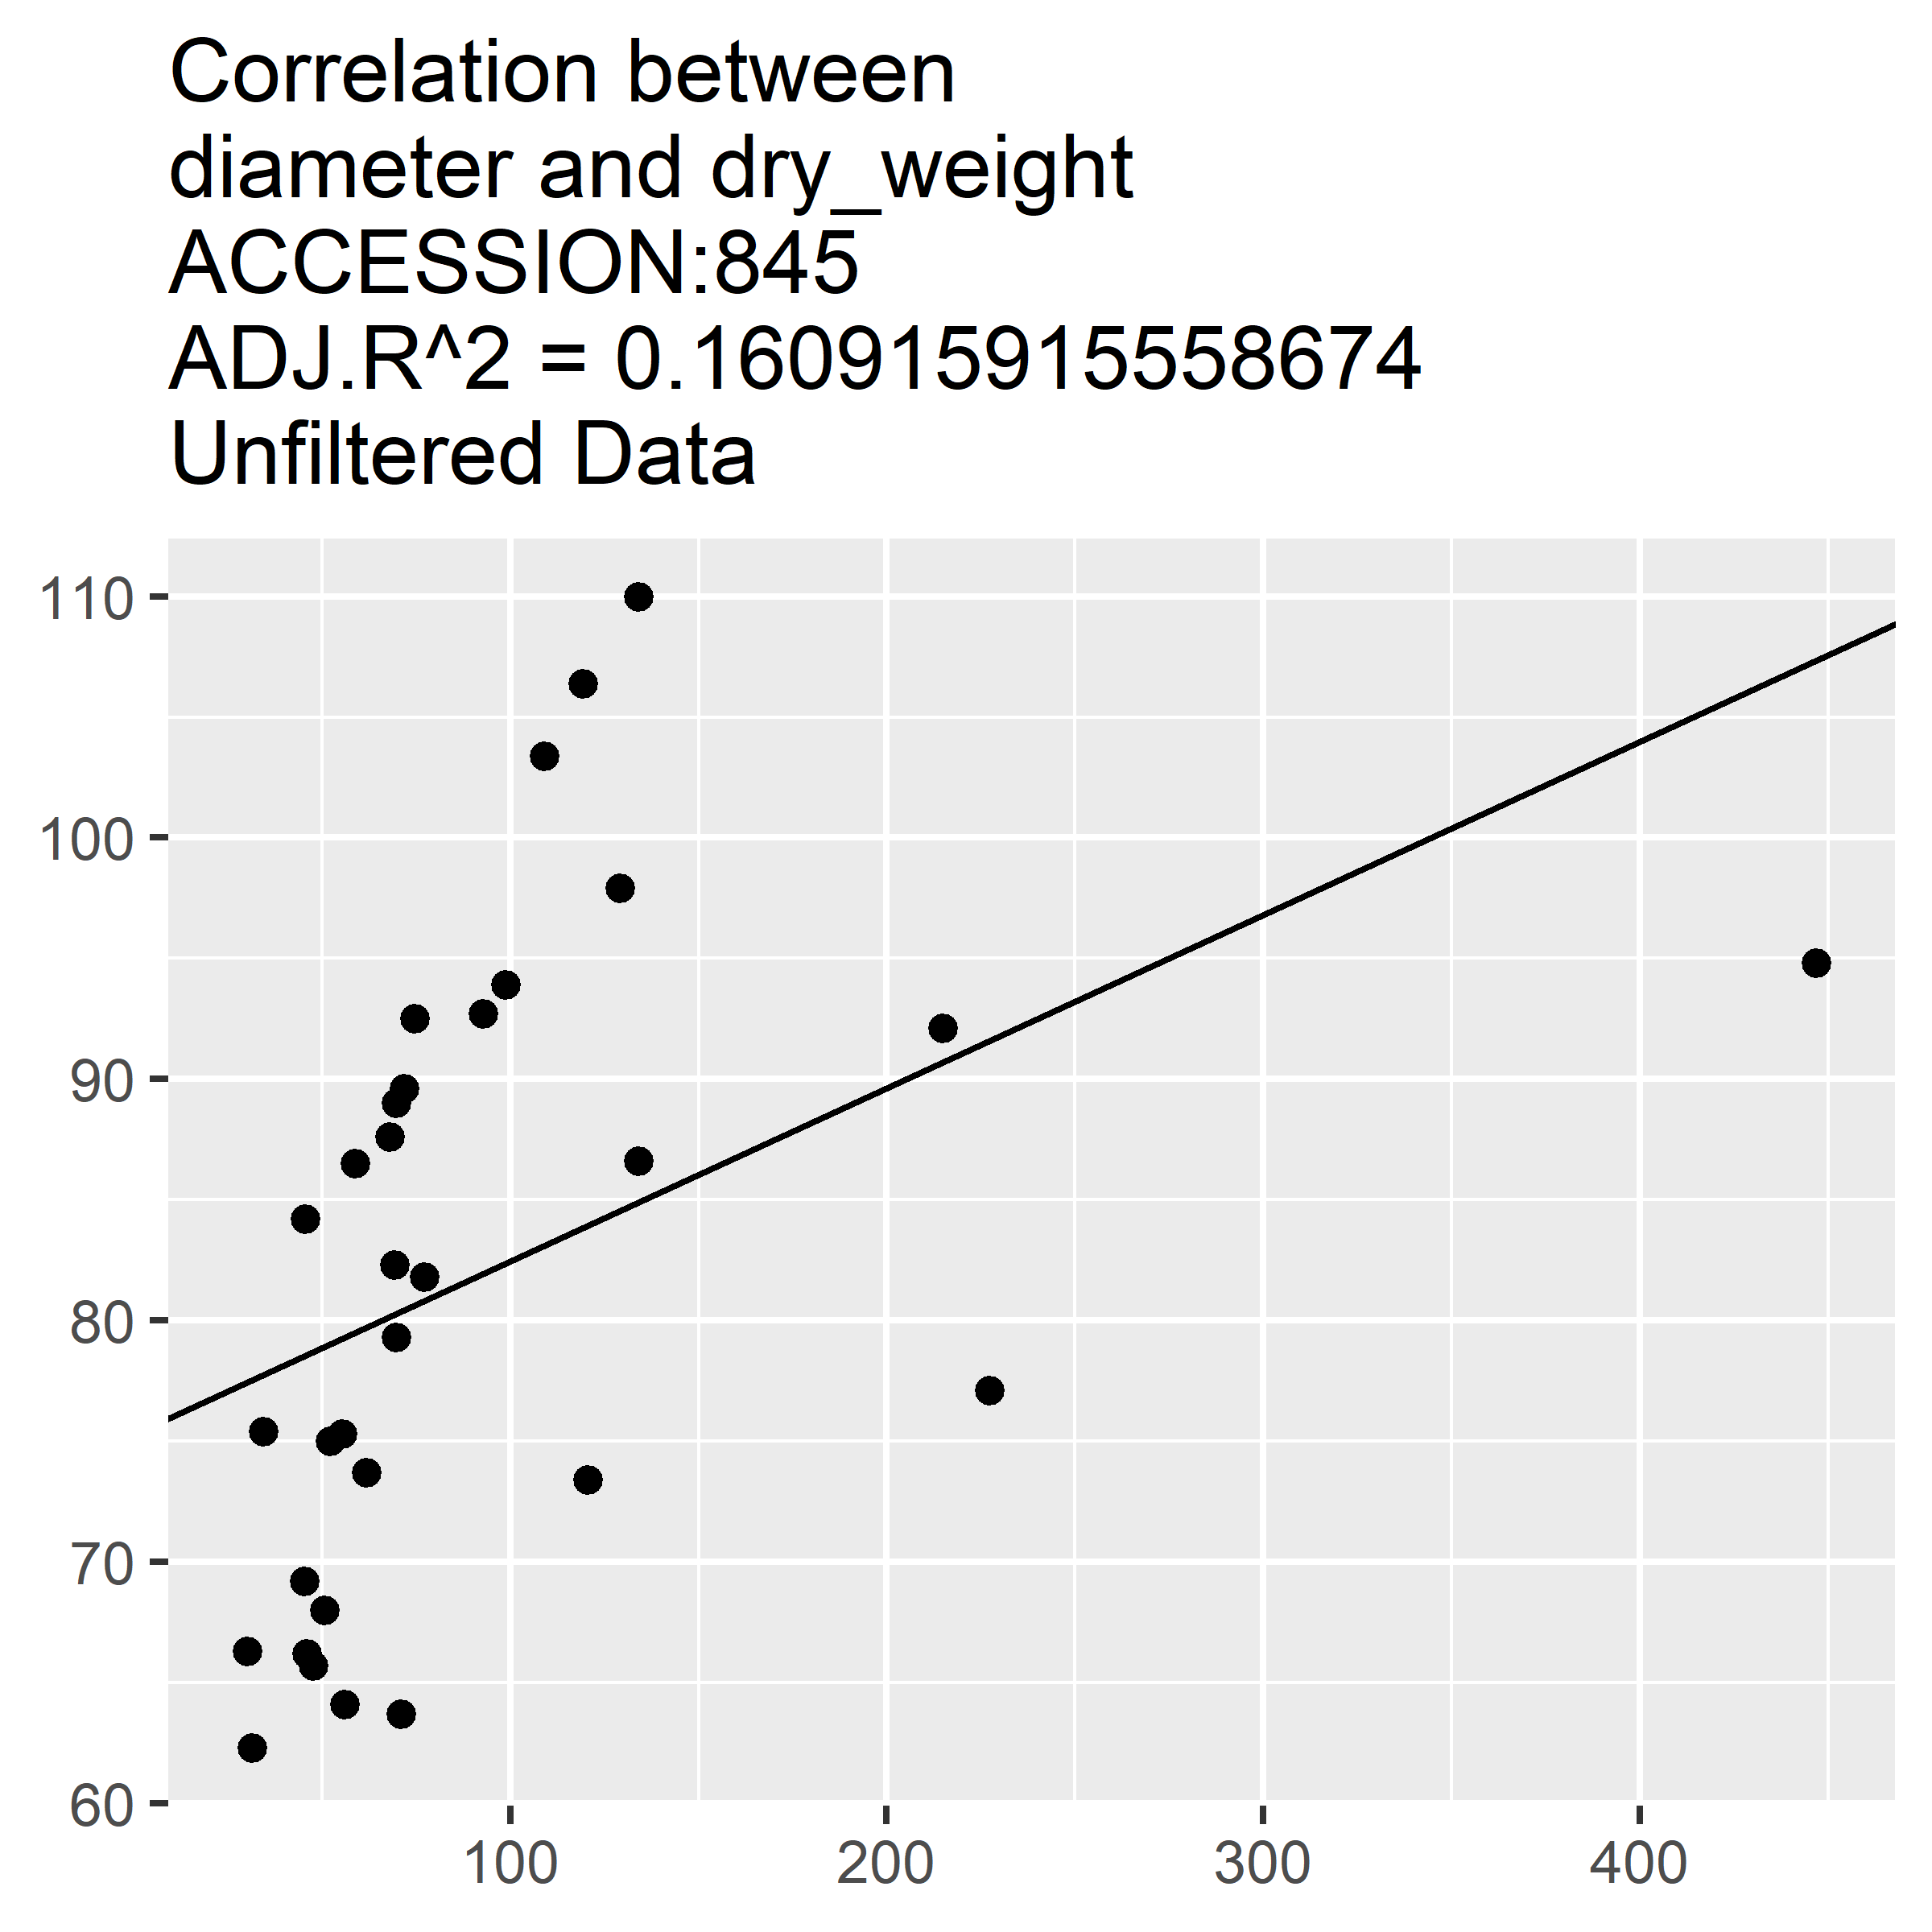 Correlation between
diameter and dry_weight
ACCESSION:845
ADJ.R^2 = 0.160915915558674
Unfiltered Data
110
100
90
80
70
60
100
200
300
400